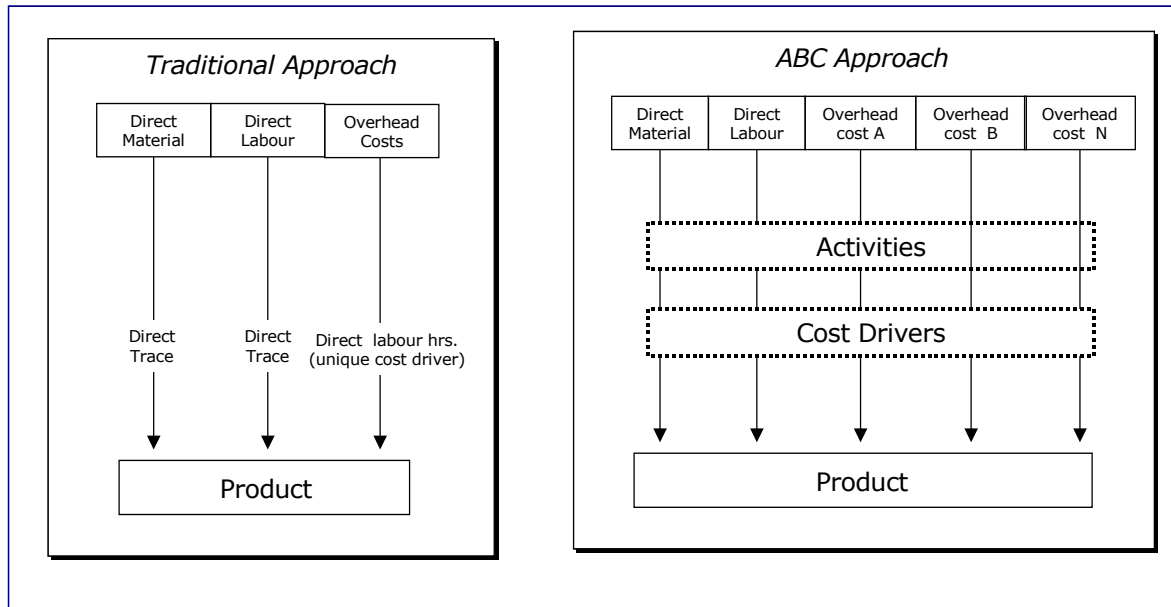 Traditional Approach
Direct
Material
Direct
Labour
Overhead
Costs
Direct
Trace
Direct
Trace
Direct labour hrs.
(unique cost driver)
Product
ABC Approach
Direct
Material
Direct
Labour
Overhead
cost A
Overhead
cost B
Overhead
cost N
Activities
Cost Drivers
Product